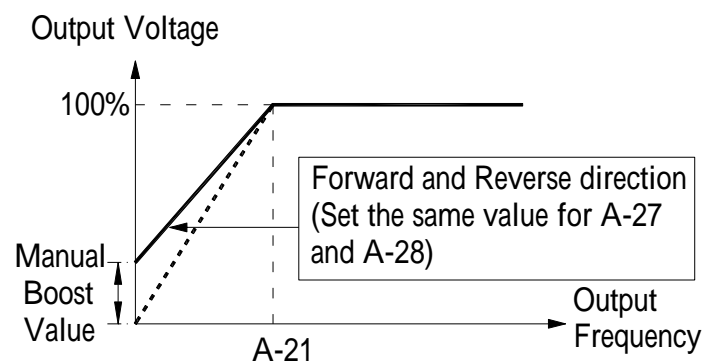 Output Voltage
100%
Forward and Reverse direction
(Set the same value for A-27
and A-28)
Manual
Boost
Value
Output
Frequency
A-21